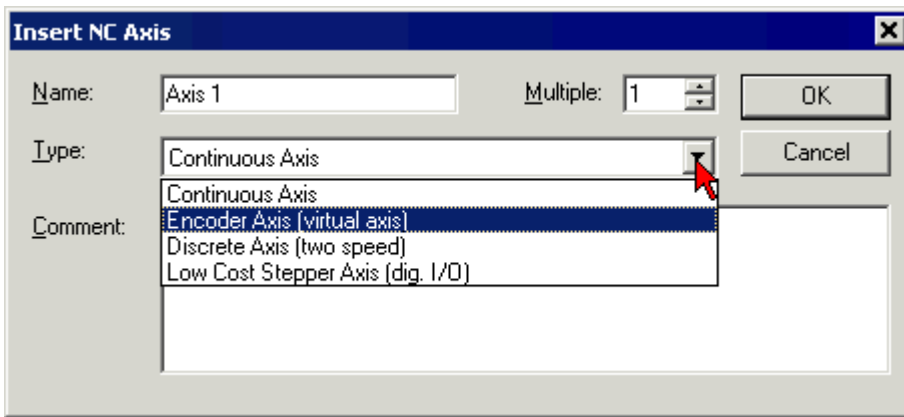 Insert NC Axis
Name: Axis 1 Multiple: 1 OK
Type: Continuous Axis Cancel
Continuous Axis
Comment: Encoder Axis (virtual axis)
Discrete Axis (two speed)
Low Cost Stepper Axis (dig. I/O)